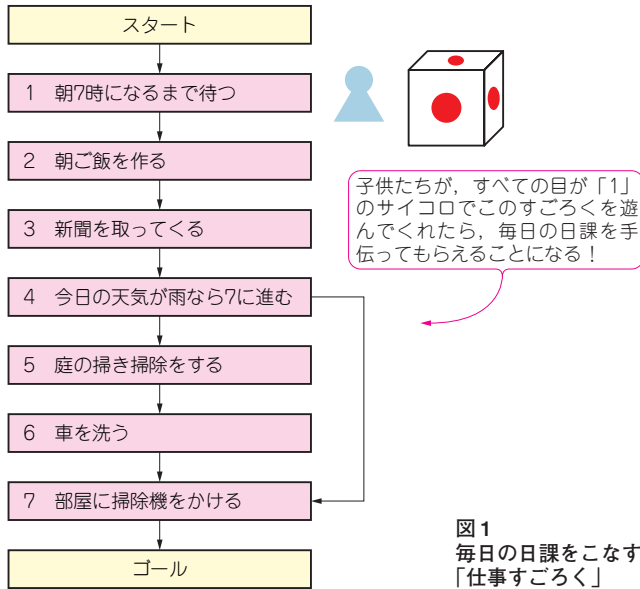 スタート
1 朝7時になるまで待つ
2 朝ご飯を作る
3 新聞を取ってくる
4 今日の天気が雨なら7に進む
5 庭の掃き掃除をする
6 車を洗う
7 部屋に掃除機をかける
ゴール
子供たちが，すべての目が「1」
のサイコロでこのすごろくを遊
んでくれたら，毎日の日課を手
伝ってもらえることになる！
図1
毎日の日課をこなす
「仕事すごろく」